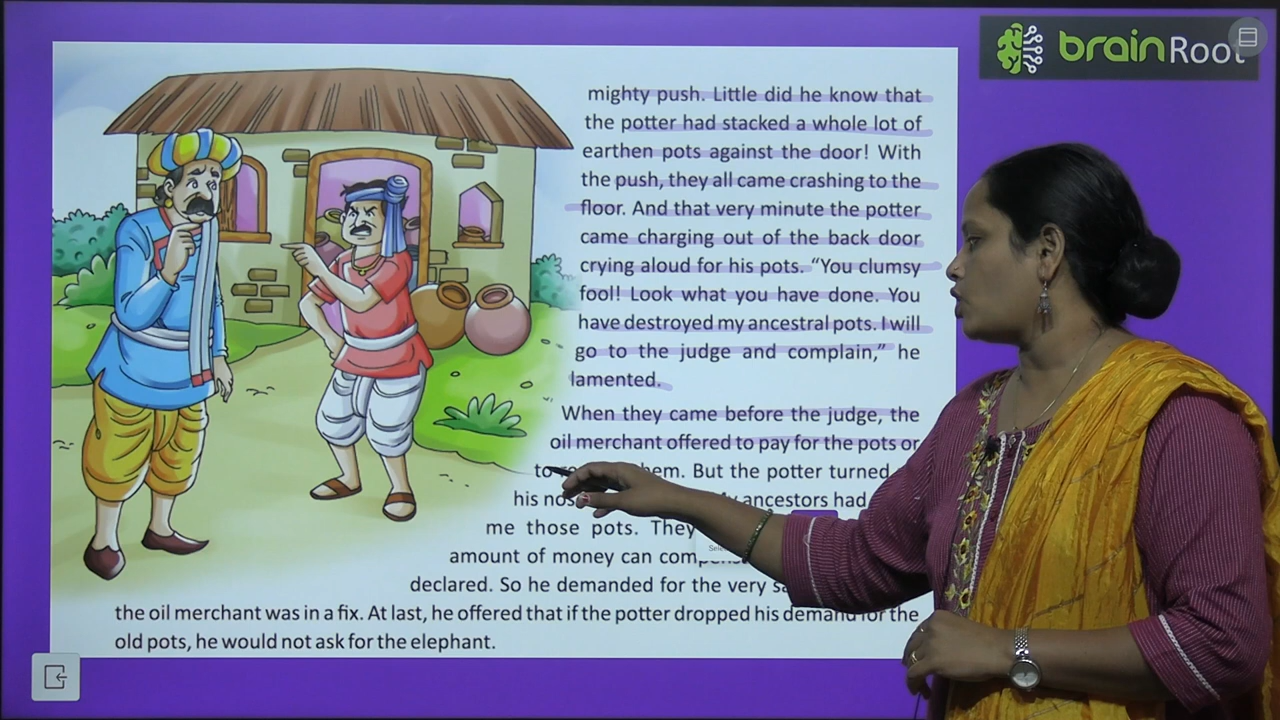 brainRoot
mighty push. Little did he know that
the potter had stacked a whole lot of
earthen pots against the door! With
the push, they all came crashing to the
floor. And that very minute the potter
came charging out of the back door
crying aloud for his pots. “You clumsy
fool! Look what you have done. You
have destroyed my ancestral pots. I will
go to the judge and complain,” he
lamented.
When they came before the judge, the
oil merchant offered to pay for the pots or
to them. But the potter turned
his ancestors had
me those pots. They
amount of money can
declared. So he demanded for the very
the oil merchant was in a fix. At last, he offered that if the potter dropped his demand for the
old pots, he would not ask for the elephant.